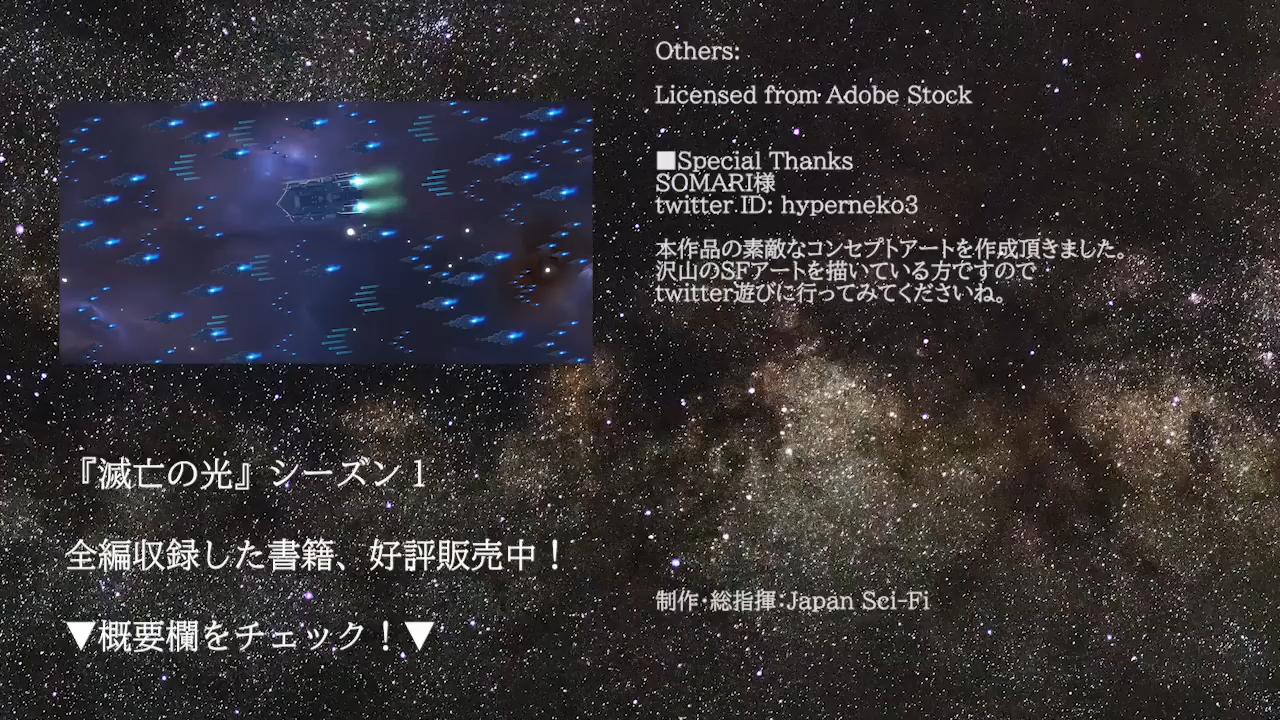 Others:
Licensed from Adobe Stock
■Special Thanks
SOMARI様
twitter ID: hyperneko3
本作品の素敵なコンセプトアートを作成頂きました。
沢山のSFアートを描いている方ですので
twitter遊びに行ってみてくださいね。
『滅亡の光』シーズン1
全編収録した書籍、好評販売中！
▼概要欄をチェック！▼
制作・総指揮：Japan Sci-Fi